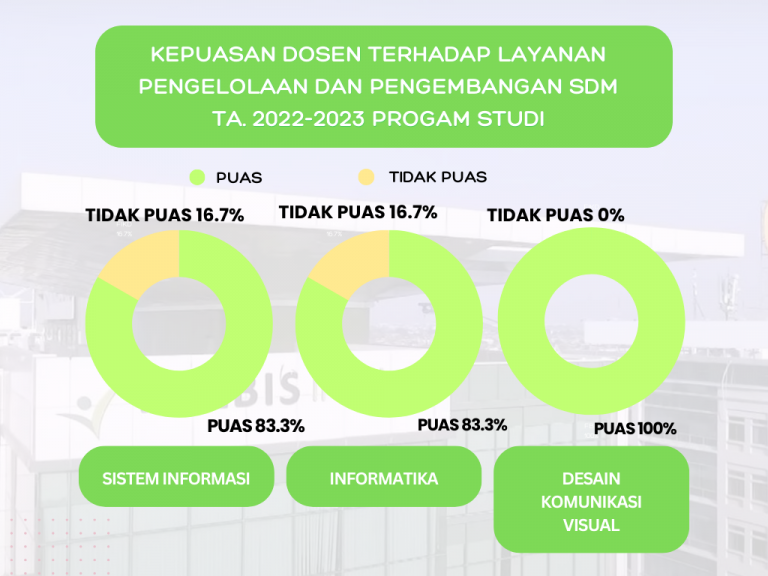 KEPUASAN DOSEN TERHADAP LAYANAN
PENGELOLAAN DAN PENGEMBANGAN SDM
TA. 2022-2023 PROGAM STUDI
PUAS
TIDAK PUAS
TIDAK PUAS 16.7%
TIDAK PUAS 16.7%
TIDAK PUAS 0%
PUAS 83.3%
PUAS 83.3%
PUAS 100%
SISTEM INFORMASI
INFORMATIKA
DESAIN
KOMUNIKASI
VISUAL